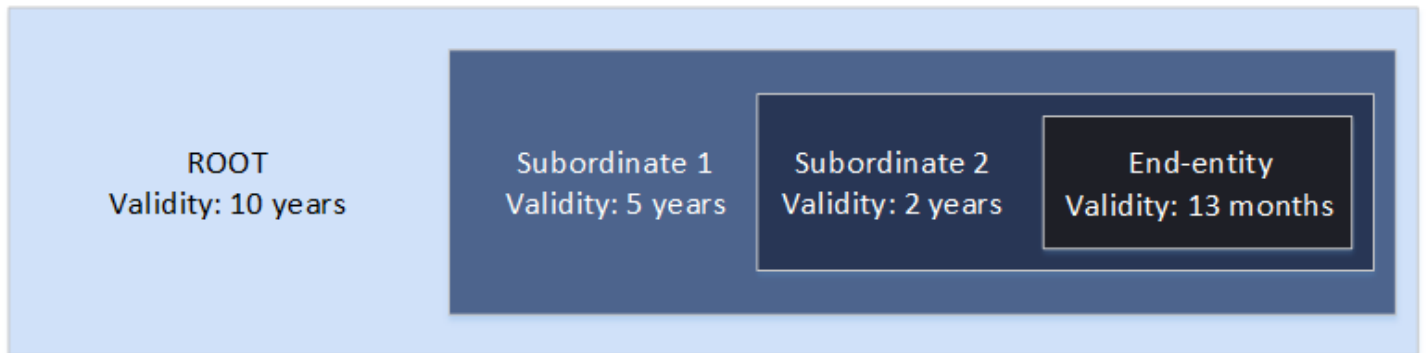 ROOT
Validity: 10 years
Subordinate 1
Validity: 5 years
Subordinate 2
Validity: 2 years
End-entity
Validity: 13 months